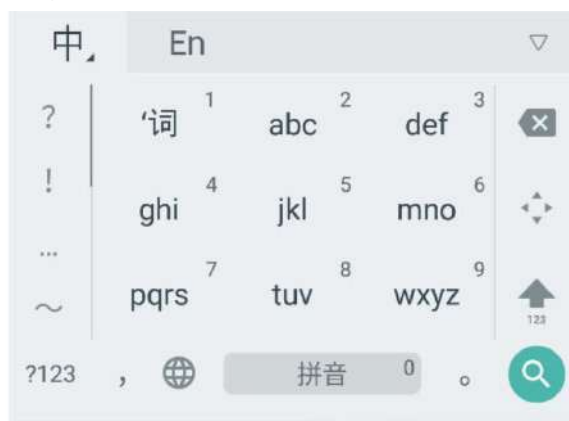 中 En
? '词 1 abc 2 def 3
! ghi 4 jkl 5 mno 6
... pqrs 7 tuv 8 wxyz 9
～ 123
?123 ， 拼音 0 。